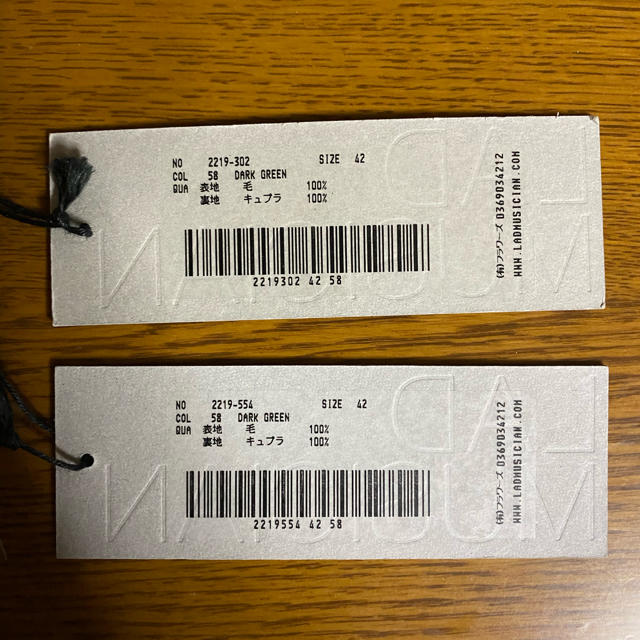 NO 2219-302 SIZE 42
COL 58 DARK GREEN
QUA 表地 毛 100%
裏地 キュプラ 100%
2219302 42 58
(有)フラワーズ 0369034212
WWW.LADMUSICIAN.COM
LAD
MUSICIAN
NO 2219-554 SIZE 42
COL 58 DARK GREEN
QUA 表地 毛 100%
裏地 キュプラ 100%
2219554 42 58
(有)フラワーズ 0369034212
WWW.LADMUSICIAN.COM
LAD
MUSICIAN